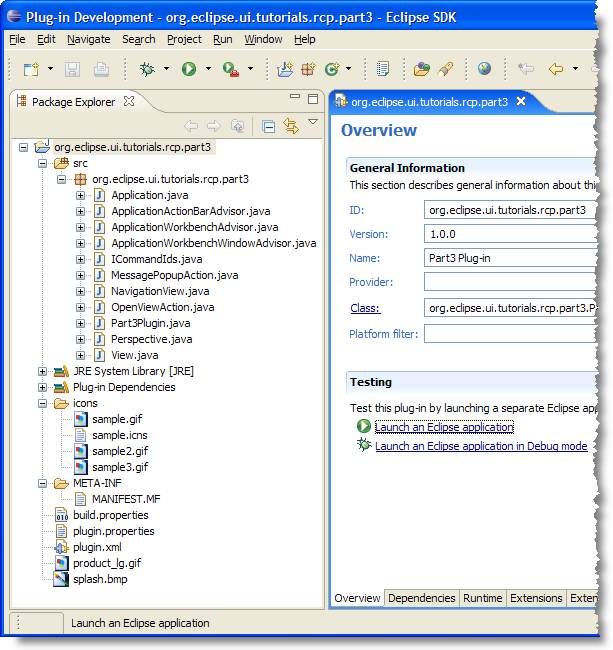 Plug-in Development - org.eclipse.ui.tutorials.rcp.part3 - Eclipse SDK
File Edit Navigate Search Project Run Window Help
Package Explorer
org.eclipse.ui.tutorials.rcp.part3
src
org.eclipse.ui.tutorials.rcp.part3
Application.java
ApplicationActionBarAdvisor.java
ApplicationWorkbenchAdvisor.java
ApplicationWorkbenchWindowAdvisor.java
ICommandIds.java
MessagePopupAction.java
NavigationView.java
OpenViewAction.java
Part3Plugin.java
Perspective.java
View.java
JRE System Library [JRE]
Plug-in Dependencies
icons
sample.gif
sample.icns
sample2.gif
sample3.gif
META-INF
MANIFEST.MF
build.properties
plugin.properties
plugin.xml
product_lg.gif
splash.bmp
org.eclipse.ui.tutorials.rcp.part3
Overview
General Information
This section describes general information about thi
ID: org.eclipse.ui.tutorials.rcp.part3
Version: 1.0.0
Name: Part3 Plug-in
Provider:
Class: org.eclipse.ui.tutorials.rcp.part3.P
Platform filter:
Testing
Test this plug-in by launching a separate Eclipse app
Launch an Eclipse application
Launch an Eclipse application in Debug mode
Overview Dependencies Runtime Extensions Exten
Launch an Eclipse application